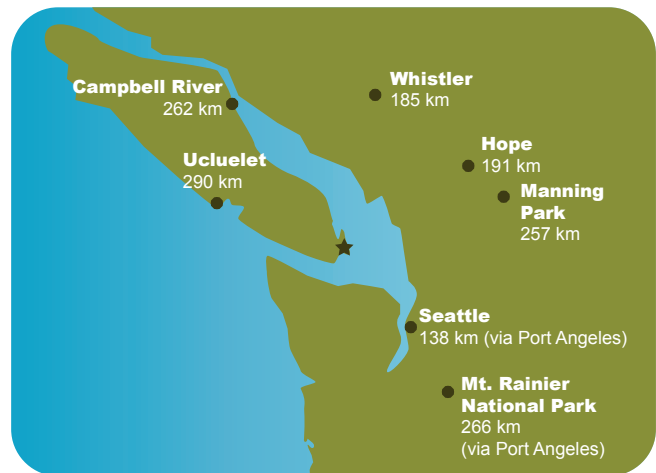 Whistler
185 km
Campbell River
262 km
Hope
191 km
Ucluelet
290 km
Manning
Park
257 km
Seattle
138 km (via Port Angeles)
Mt. Rainier
National Park
266 km
(via Port Angeles)